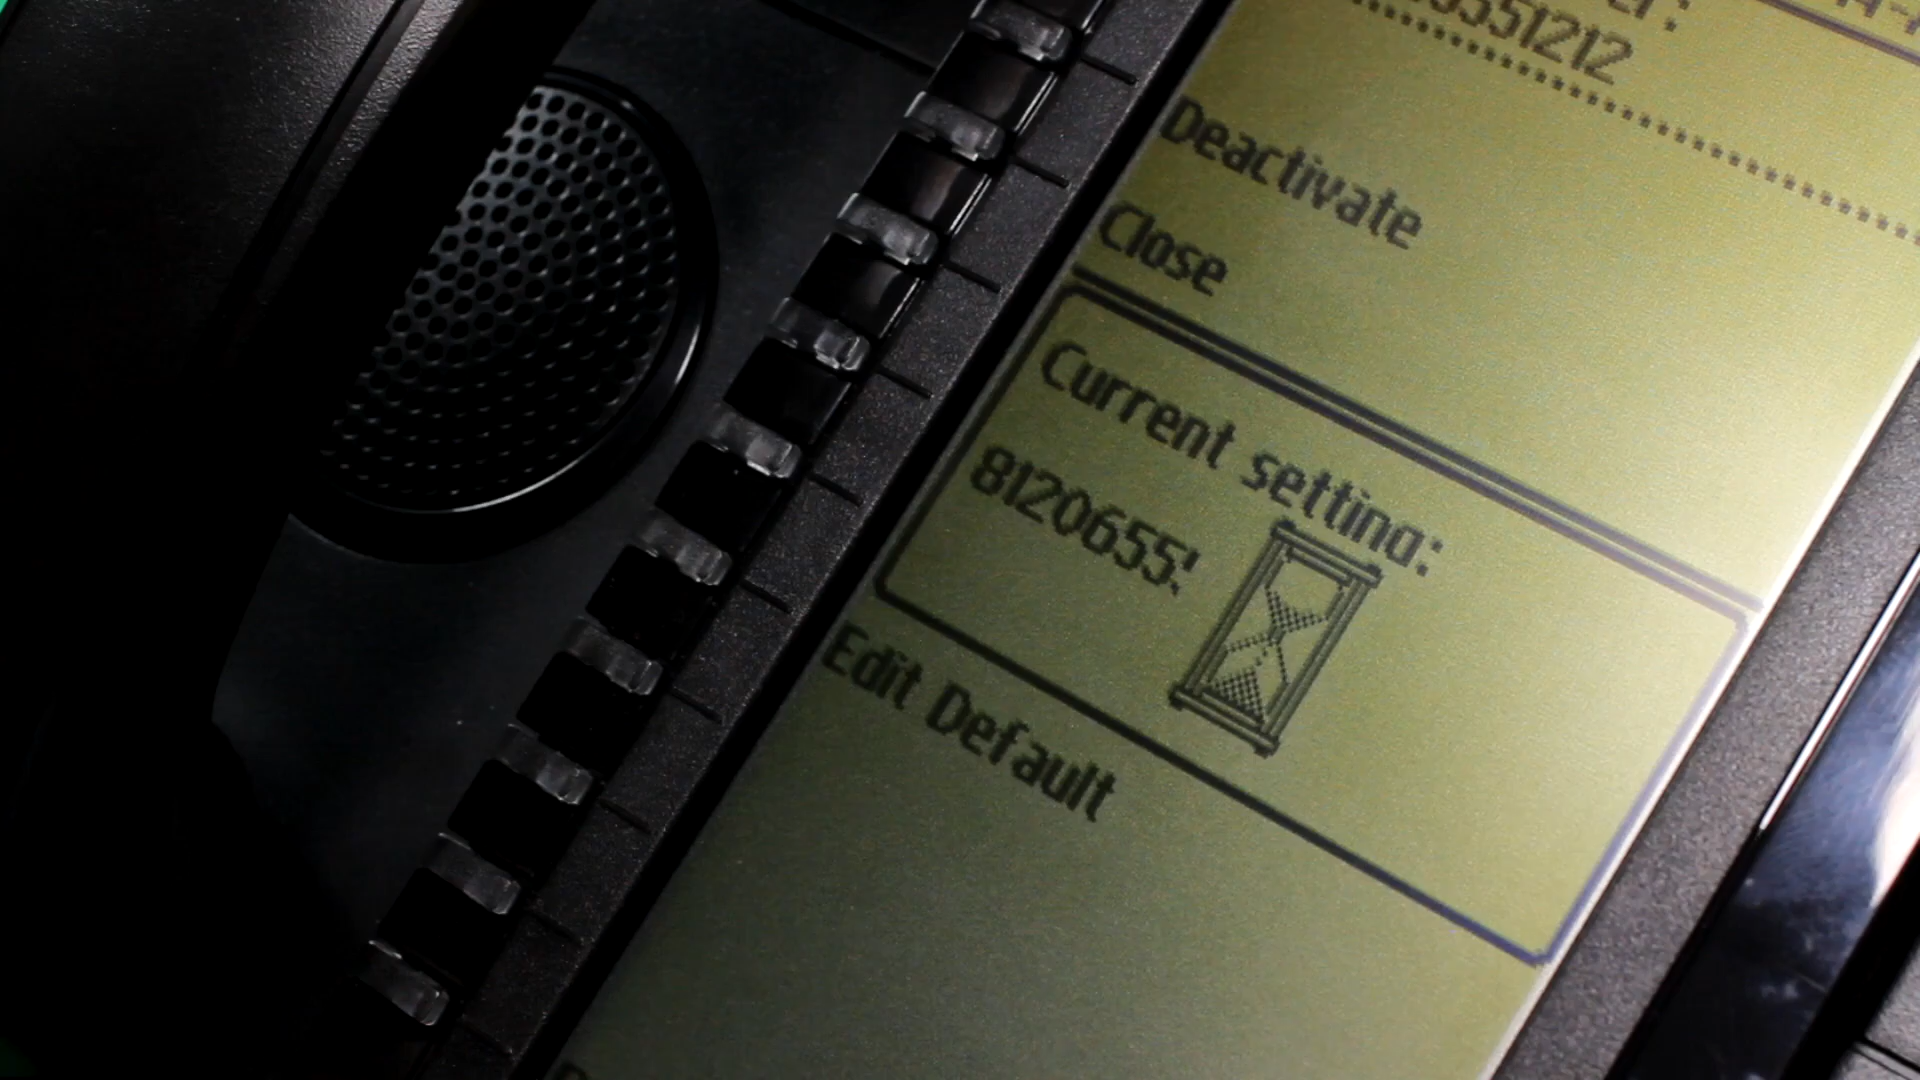 5551212
Deactivate
Close
Current setting:
8120655
Edit Default